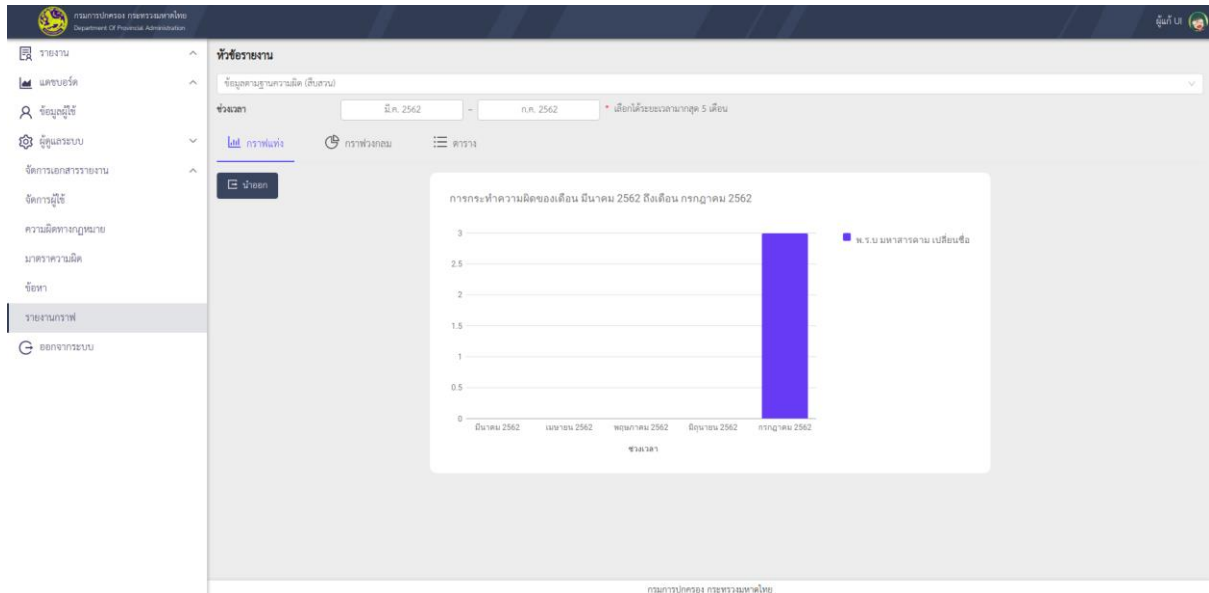 กรมการปกครอง กระทรวงมหาดไทย
Department Of Provincial Administration
ผู้แก้ UI
รายงาน
แดชบอร์ด
ข้อมูลผู้ใช้
ผู้ดูแลระบบ
จัดการเอกสารรายงาน
จัดการผู้ใช้
ความผิดทางกฎหมาย
มาตราความผิด
ข้อหา
รายงานกราฟ
ออกจากระบบ
หัวข้อรายงาน
ข้อมูลตามฐานความผิด (สืบสวน)
ช่วงเวลา มี.ค. 2562 ~ ก.ค. 2562 * เลือกได้ระยะเวลามากสุด 5 เดือน
กราฟแท่ง กราฟวงกลม ตาราง
นำออก
การกระทำความผิดของเดือน มีนาคม 2562 ถึงเดือน กรกฎาคม 2562
พ.ร.บ มหาสารคาม เปลี่ยนชื่อ
3
2.5
2
1.5
1
0.5
0
มีนาคม 2562 เมษายน 2562 พฤษภาคม 2562 มิถุนายน 2562 กรกฎาคม 2562
ช่วงเวลา
กรมการปกครอง กระทรวงมหาดไทย